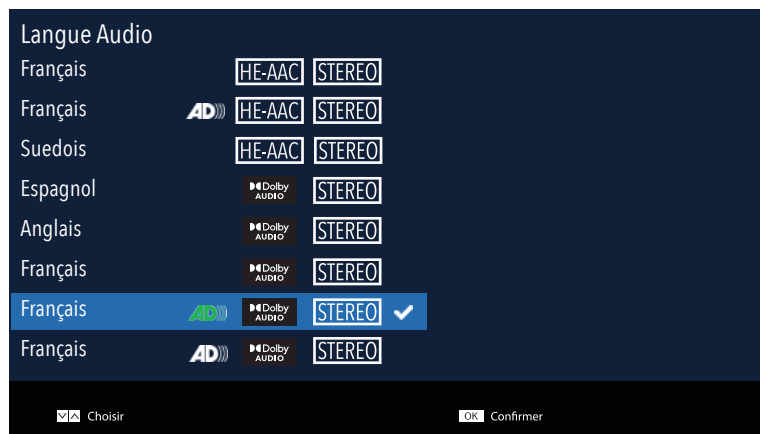 Langue Audio
Français HE-AAC STEREO
Français AD HE-AAC STEREO
Suedois HE-AAC STEREO
Espagnol Dolby AUDIO STEREO
Anglais Dolby AUDIO STEREO
Français Dolby AUDIO STEREO
Français AD Dolby AUDIO STEREO
Français AD Dolby AUDIO STEREO
Choisir OK Confirmer